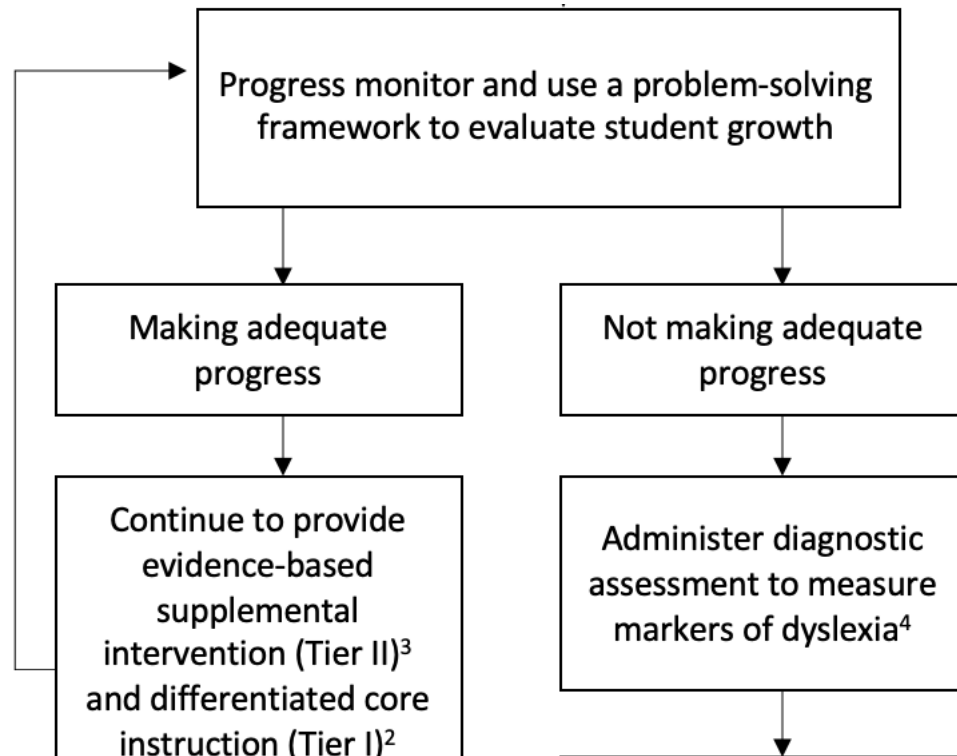 Progress monitor and use a problem-solving
framework to evaluate student growth
Making adequate
progress
Not making adequate
progress
Continue to provide
evidence-based
supplemental
intervention (Tier II)³
and differentiated core
instruction (Tier I)²
Administer diagnostic
assessment to measure
markers of dyslexia⁴